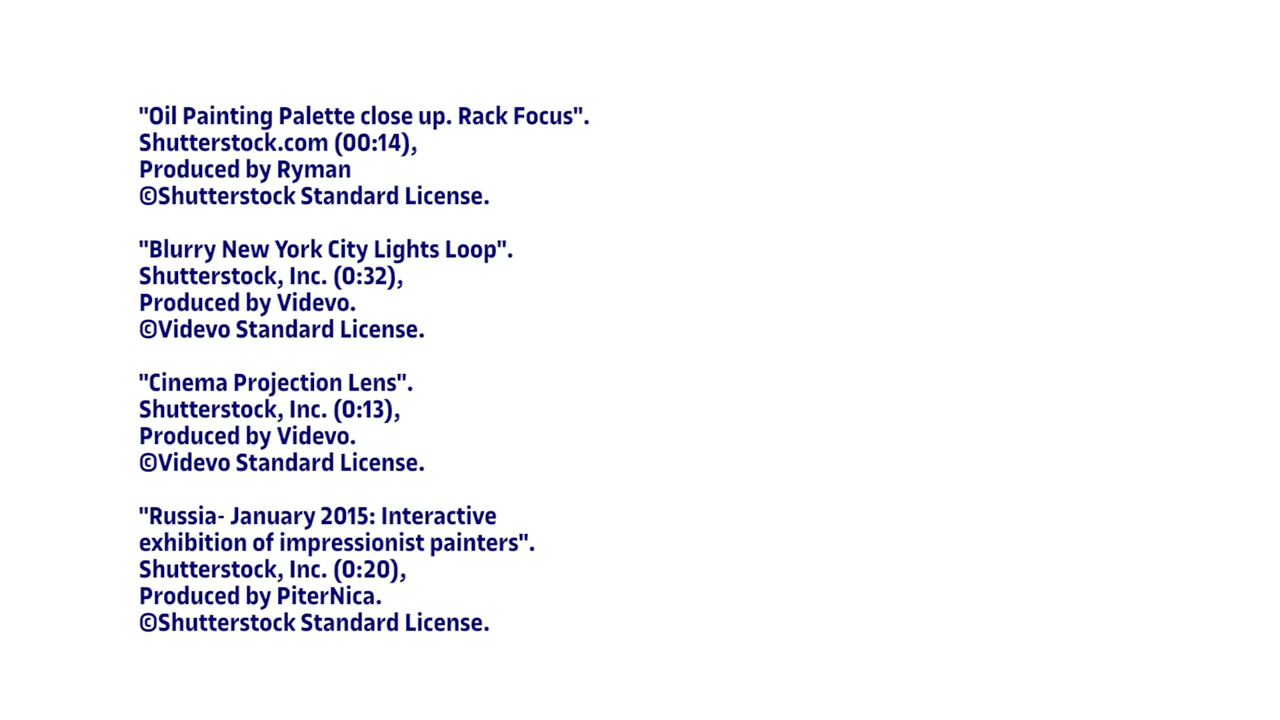 "Oil Painting Palette close up. Rack Focus".
Shutterstock.com (00:14),
Produced by Ryman
©Shutterstock Standard License.
"Blurry New York City Lights Loop".
Shutterstock, Inc. (0:32),
Produced by Videvo.
©Videvo Standard License.
"Cinema Projection Lens".
Shutterstock, Inc. (0:13),
Produced by Videvo.
©Videvo Standard License.
"Russia- January 2015: Interactive
exhibition of impressionist painters".
Shutterstock, Inc. (0:20),
Produced by PiterNica.
©Shutterstock Standard License.